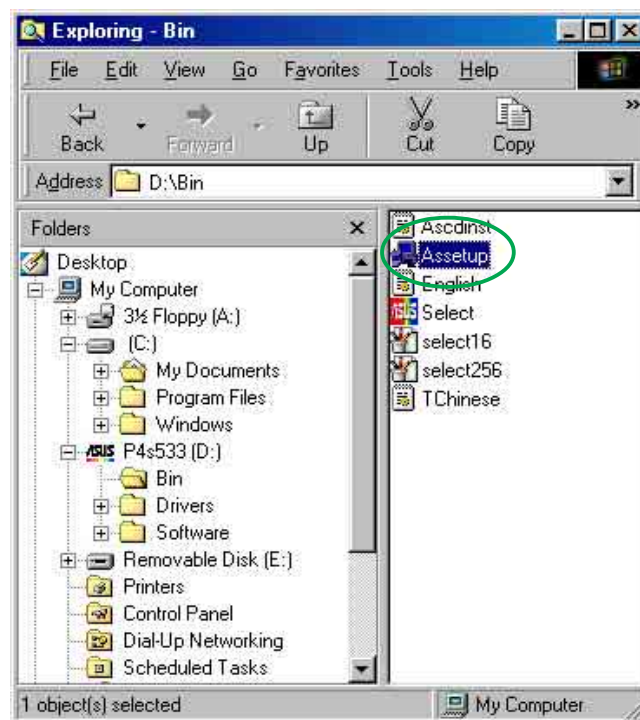 Exploring - Bin
File Edit View Go Favorites Tools Help
Back Forward Up Cut Copy »
Address D:\Bin
Folders
Desktop
My Computer
3½ Floppy (A:)
(C:)
My Documents
Program Files
Windows
ASUS P4s533 (D:)
Bin
Drivers
Software
Removable Disk (E:)
Printers
Control Panel
Dial-Up Networking
Scheduled Tasks
Ascdinst
Assetup
English
ASUS Select
select16
select256
TChinese
1 object(s) selected
My Computer